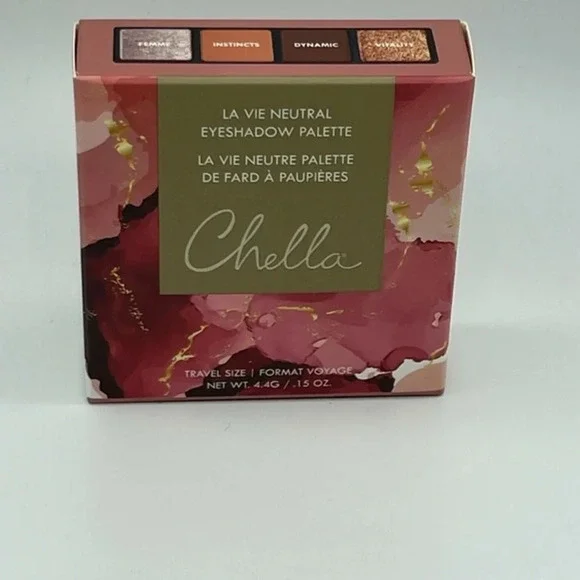 FEMME INSTINCTS DYNAMIC VITALITY
LA VIE NEUTRAL
EYESHADOW PALETTE
LA VIE NEUTRE PALETTE
DE FARD À PAUPIÈRES
Chella®
TRAVEL SIZE | FORMAT VOYAGE
NET WT. 4.4G / .15 OZ.